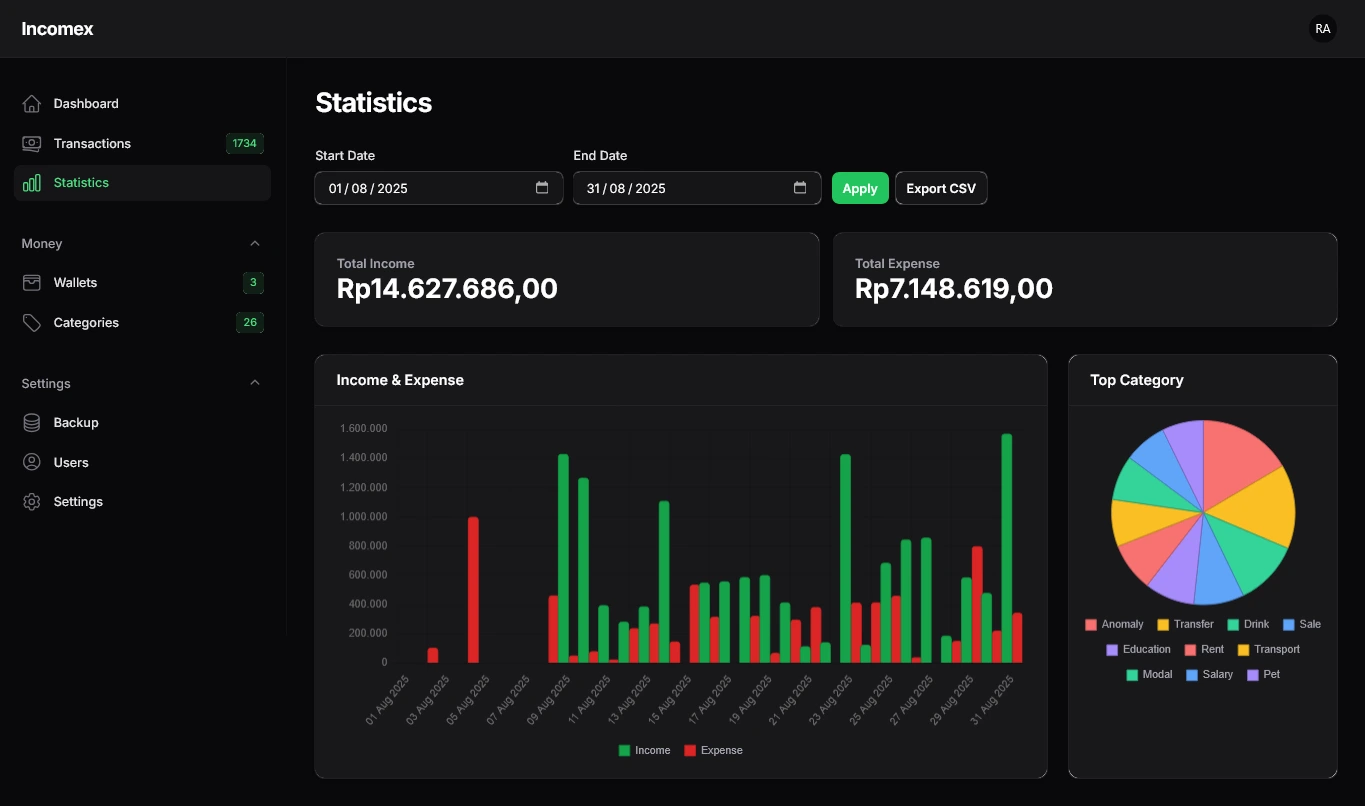 Incomex
RA
Dashboard
Transactions 1734
Statistics
Money
Wallets 3
Categories 26
Settings
Backup
Users
Settings
Statistics
Start Date End Date
01 / 08 / 2025 31 / 08 / 2025 Apply Export CSV
Total Income
Rp14.627.686,00
Total Expense
Rp7.148.619,00
Income & Expense
1.600.000
1.400.000
1.200.000
1.000.000
800.000
600.000
400.000
200.000
0
01 Aug 2025
03 Aug 2025
05 Aug 2025
07 Aug 2025
09 Aug 2025
11 Aug 2025
13 Aug 2025
15 Aug 2025
17 Aug 2025
19 Aug 2025
21 Aug 2025
23 Aug 2025
25 Aug 2025
27 Aug 2025
29 Aug 2025
31 Aug 2025
Income Expense
Top Category
Anomaly Transfer Drink Sale
Education Rent Transport
Modal Salary Pet